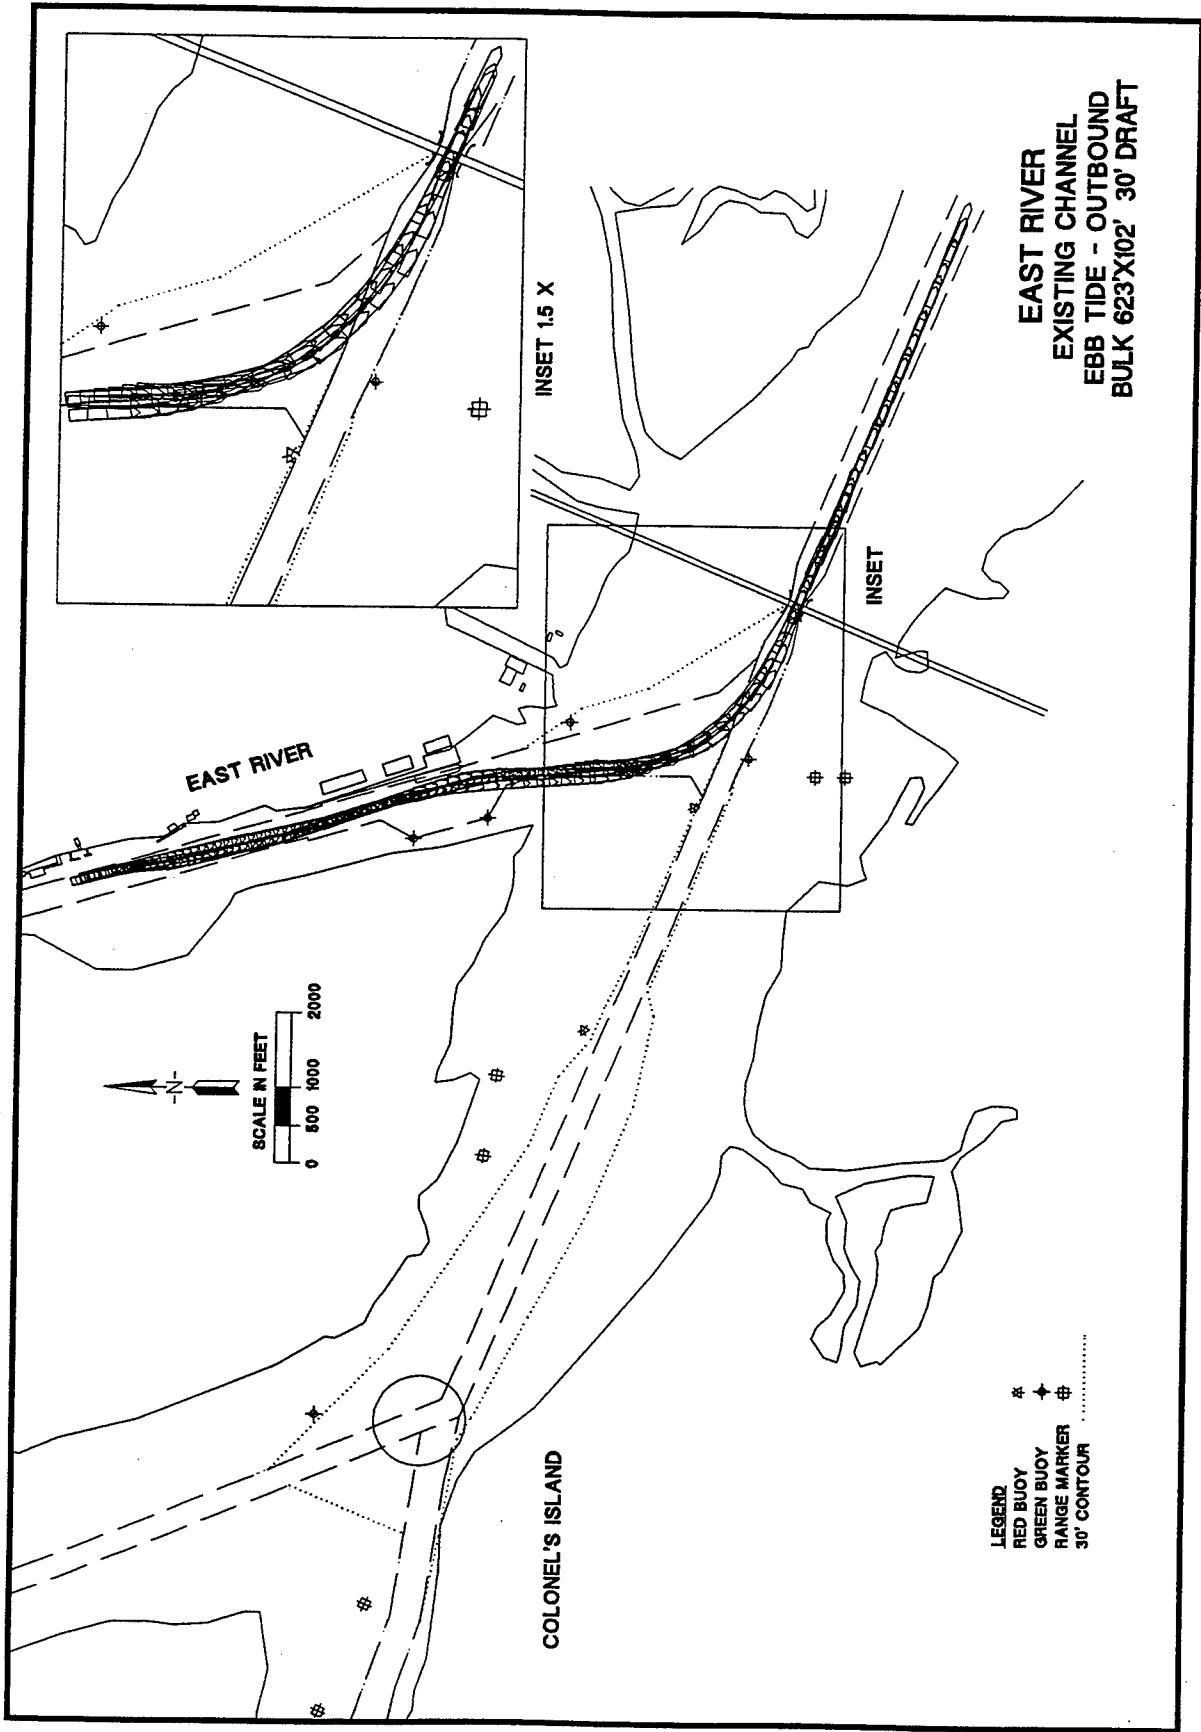 INSET 1.5 X
EAST RIVER
EXISTING CHANNEL
EBB TIDE - OUTBOUND
BULK 623'X102' 30' DRAFT
INSET
EAST RIVER
-N-
SCALE IN FEET
0 500 1000 2000
COLONEL'S ISLAND
LEGEND
RED BUOY
GREEN BUOY
RANGE MARKER
30' CONTOUR